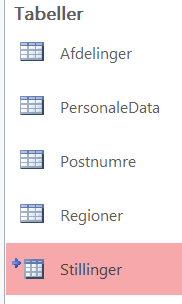 Tabeller
Afdelinger
PersonaleData
Postnumre
Regioner
Stillinger